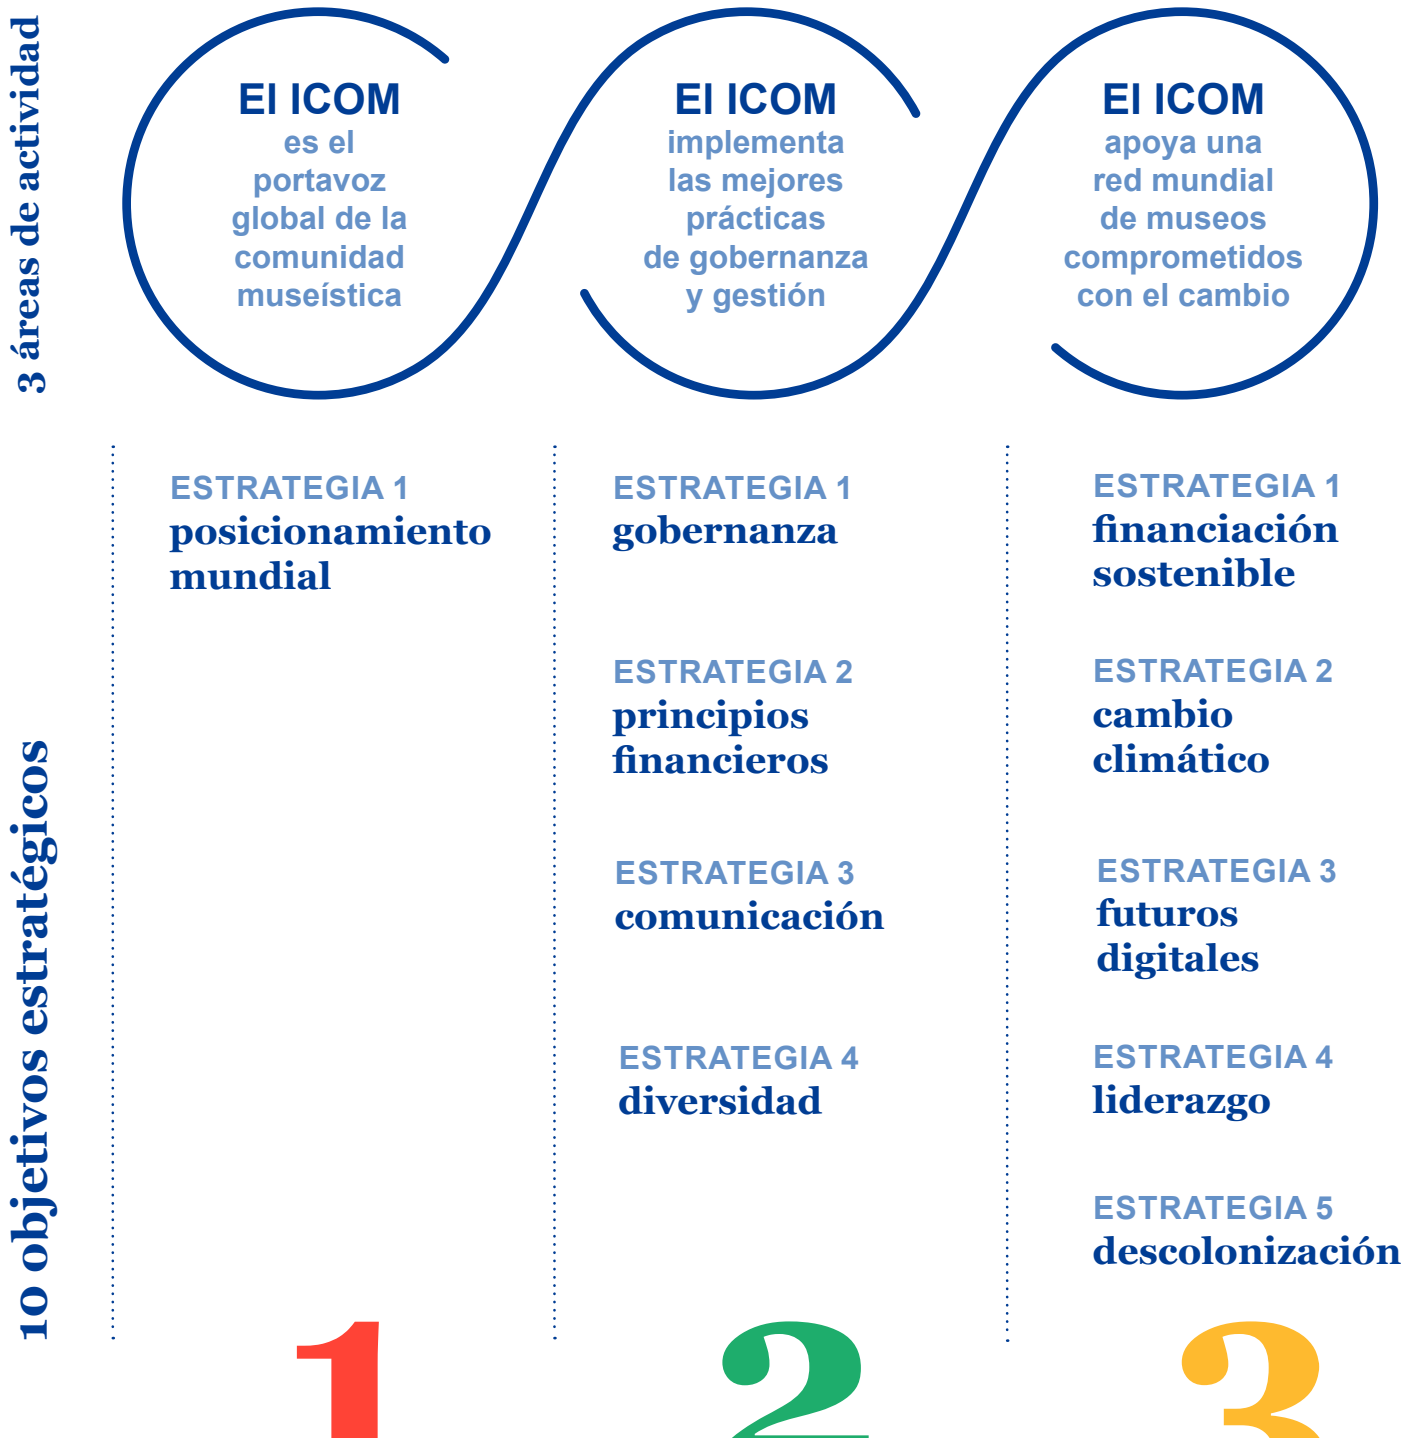 3 áreas de actividad
El ICOM
es el
portavoz
global de la
comunidad
museística
El ICOM
implementa
las mejores
prácticas
de gobernanza
y gestión
El ICOM
apoya una
red mundial
de museos
comprometidos
con el cambio
10 objetivos estratégicos
ESTRATEGIA 1
posicionamiento
mundial
ESTRATEGIA 1
gobernanza
ESTRATEGIA 2
principios
financieros
ESTRATEGIA 3
comunicación
ESTRATEGIA 4
diversidad
ESTRATEGIA 1
financiación
sostenible
ESTRATEGIA 2
cambio
climático
ESTRATEGIA 3
futuros
digitales
ESTRATEGIA 4
liderazgo
ESTRATEGIA 5
descolonización
1
2
3